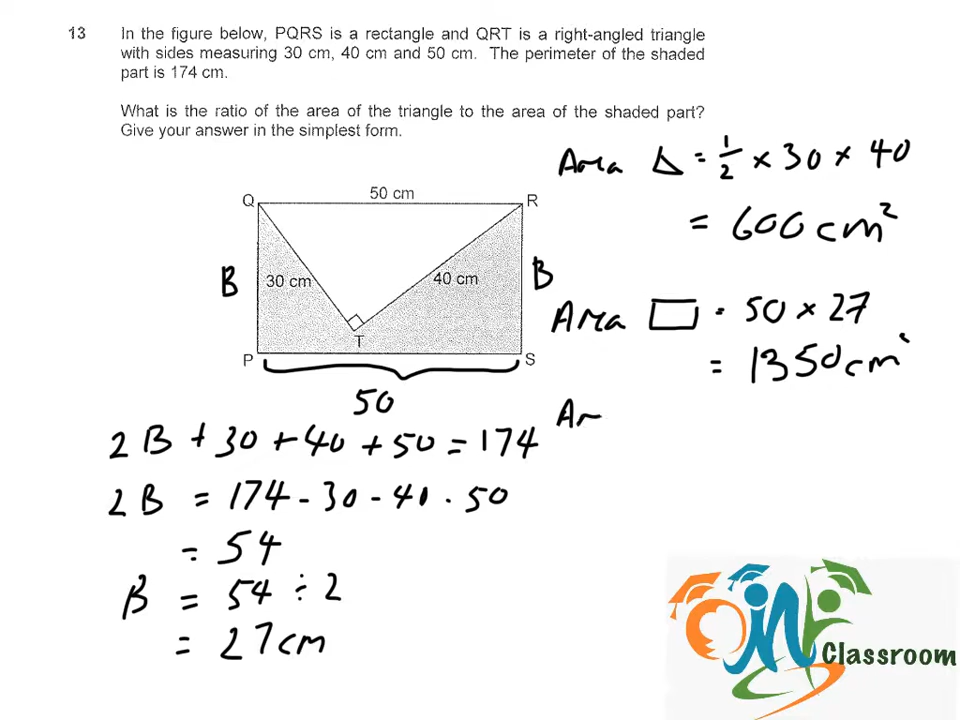 13 In the figure below, PQRS is a rectangle and QRT is a right-angled triangle
with sides measuring 30 cm, 40 cm and 50 cm. The perimeter of the shaded
part is 174 cm.
What is the ratio of the area of the triangle to the area of the shaded part?
Give your answer in the simplest form.
Area △ = 1/2 × 30 × 40
= 600 cm²
Q 50 cm R
B 30 cm 40 cm B
T
P S
50
Area ▭ = 50 × 27
= 1350 cm²
Ar
2B + 30 + 40 + 50 = 174
2B = 174 - 30 - 40 - 50
= 54
B = 54 ÷ 2
= 27 cm
OINK
Classroom